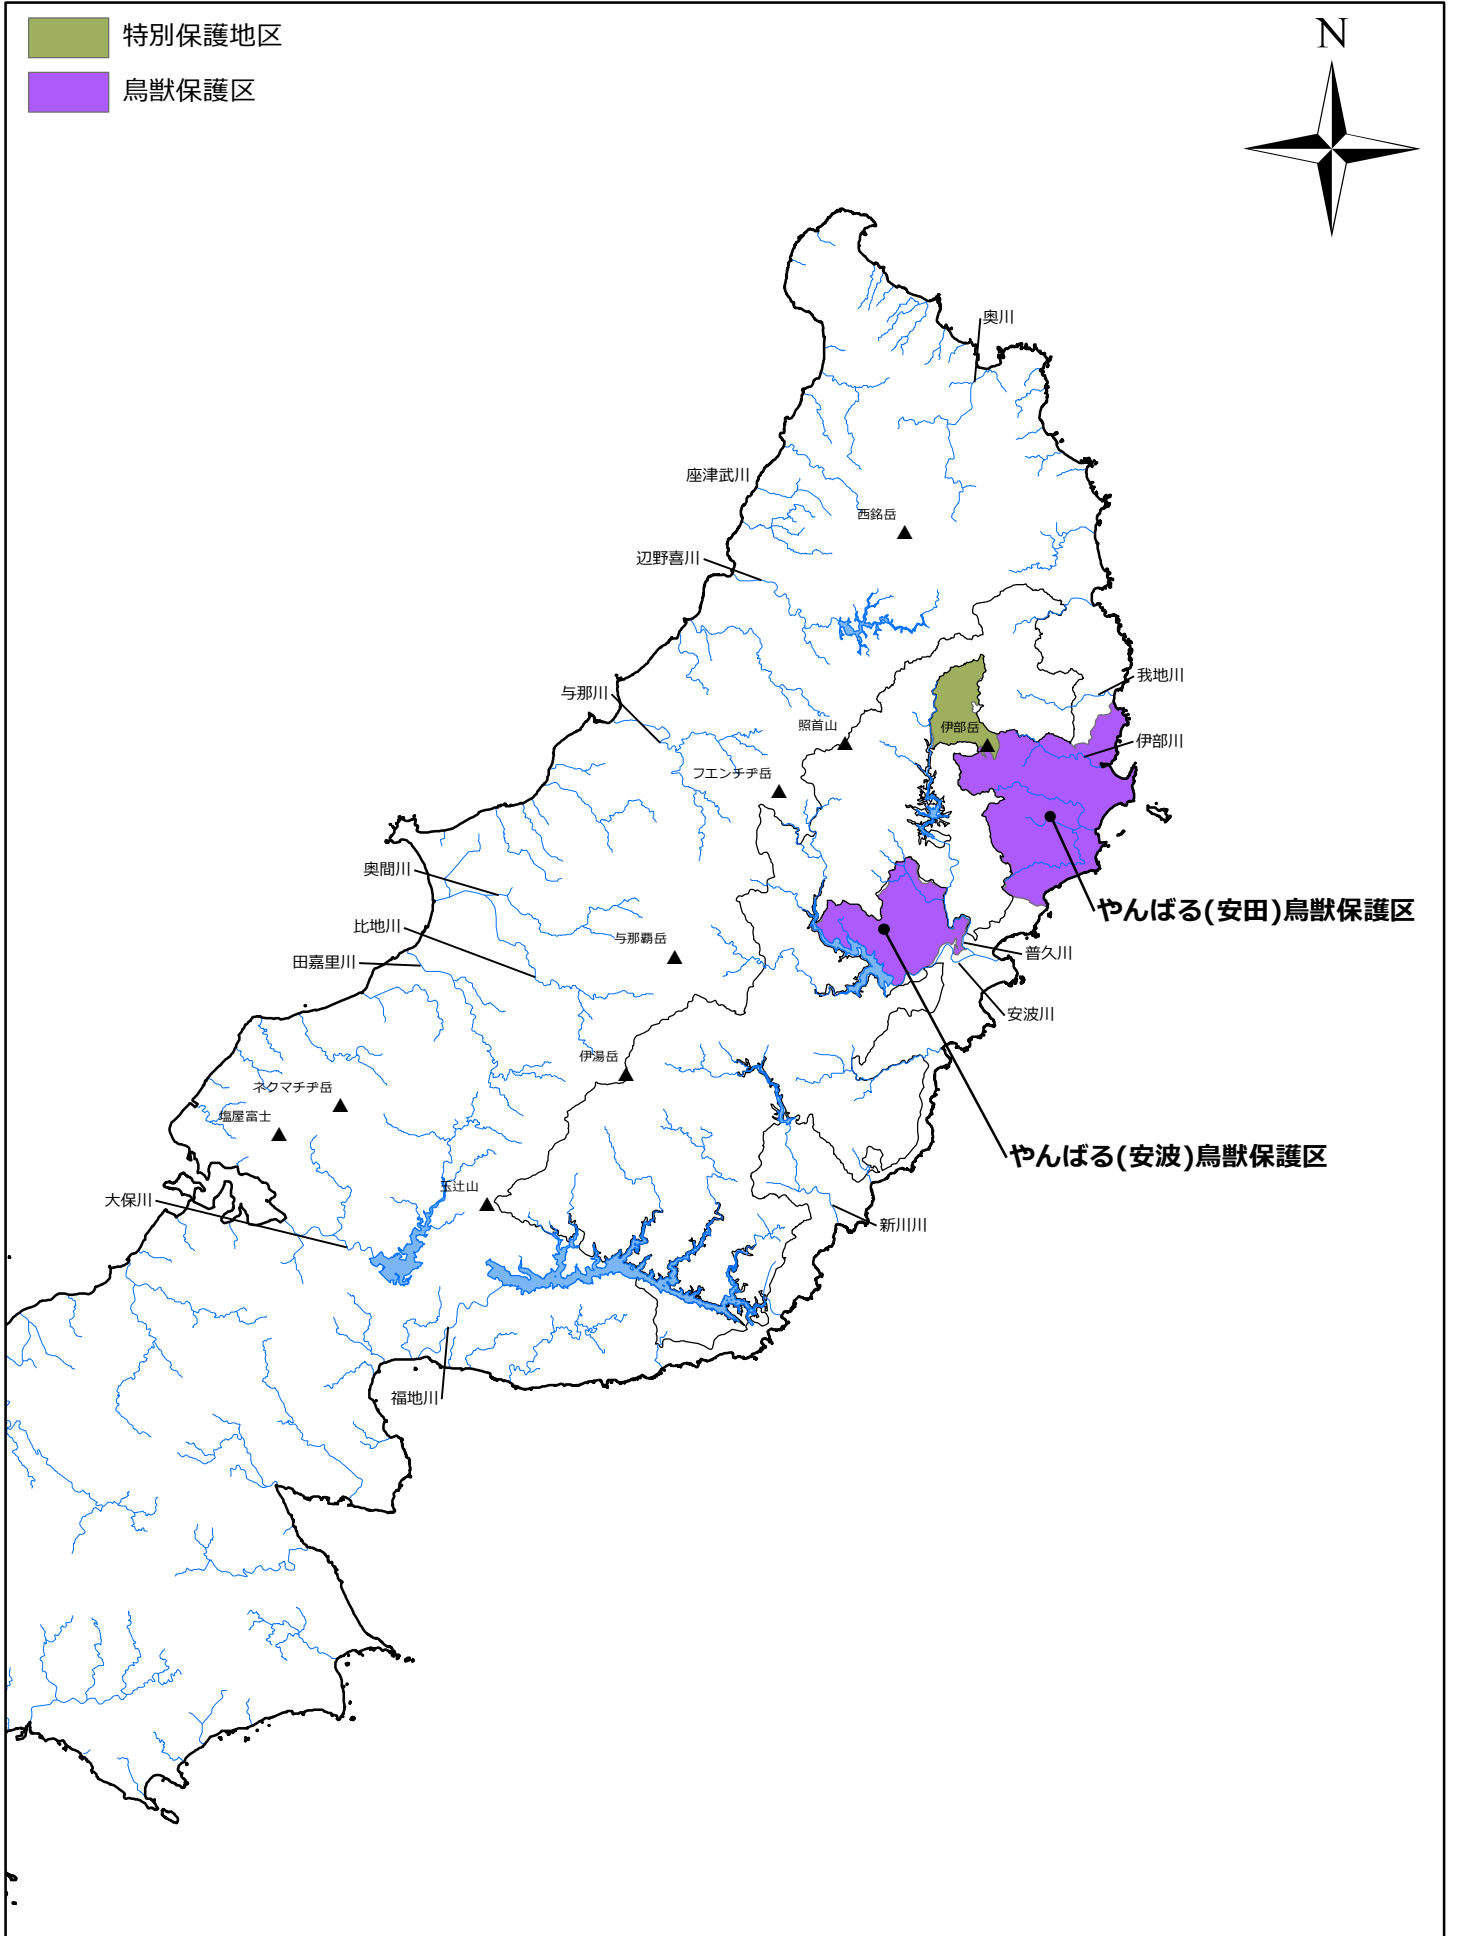 特別保護地区
鳥獣保護区
N
奥川
座津武川
西銘岳
辺野喜川
我地川
与那川
照首山
伊部岳
伊部川
フエンチヂ岳
奥間川
やんばる(安田)鳥獣保護区
比地川
与那覇岳
普久川
田嘉里川
安波川
伊湯岳
ネクマチヂ岳
塩屋富士
やんばる(安波)鳥獣保護区
玉辻山
大保川
新川川
福地川